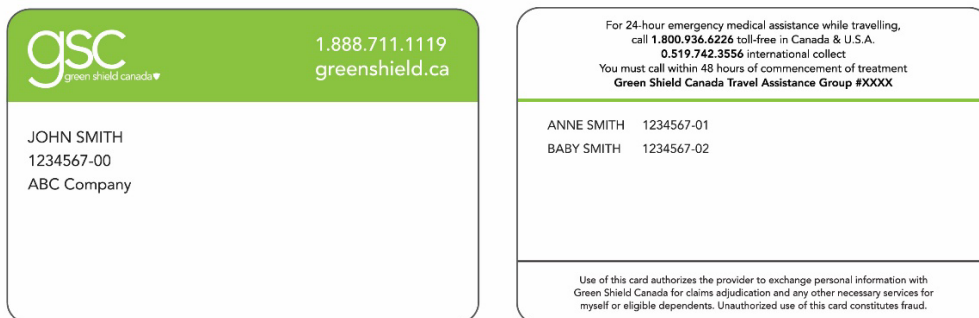 gsc
green shield canada
1.888.711.1119
greenshield.ca
JOHN SMITH
1234567-00
ABC Company
For 24-hour emergency medical assistance while travelling,
call 1.800.936.6226 toll-free in Canada & U.S.A.
0.519.742.3556 international collect
You must call within 48 hours of commencement of treatment
Green Shield Canada Travel Assistance Group #XXXX
ANNE SMITH 1234567-01
BABY SMITH 1234567-02
Use of this card authorizes the provider to exchange personal information with
Green Shield Canada for claims adjudication and any other necessary services for
myself or eligible dependents. Unauthorized use of this card constitutes fraud.